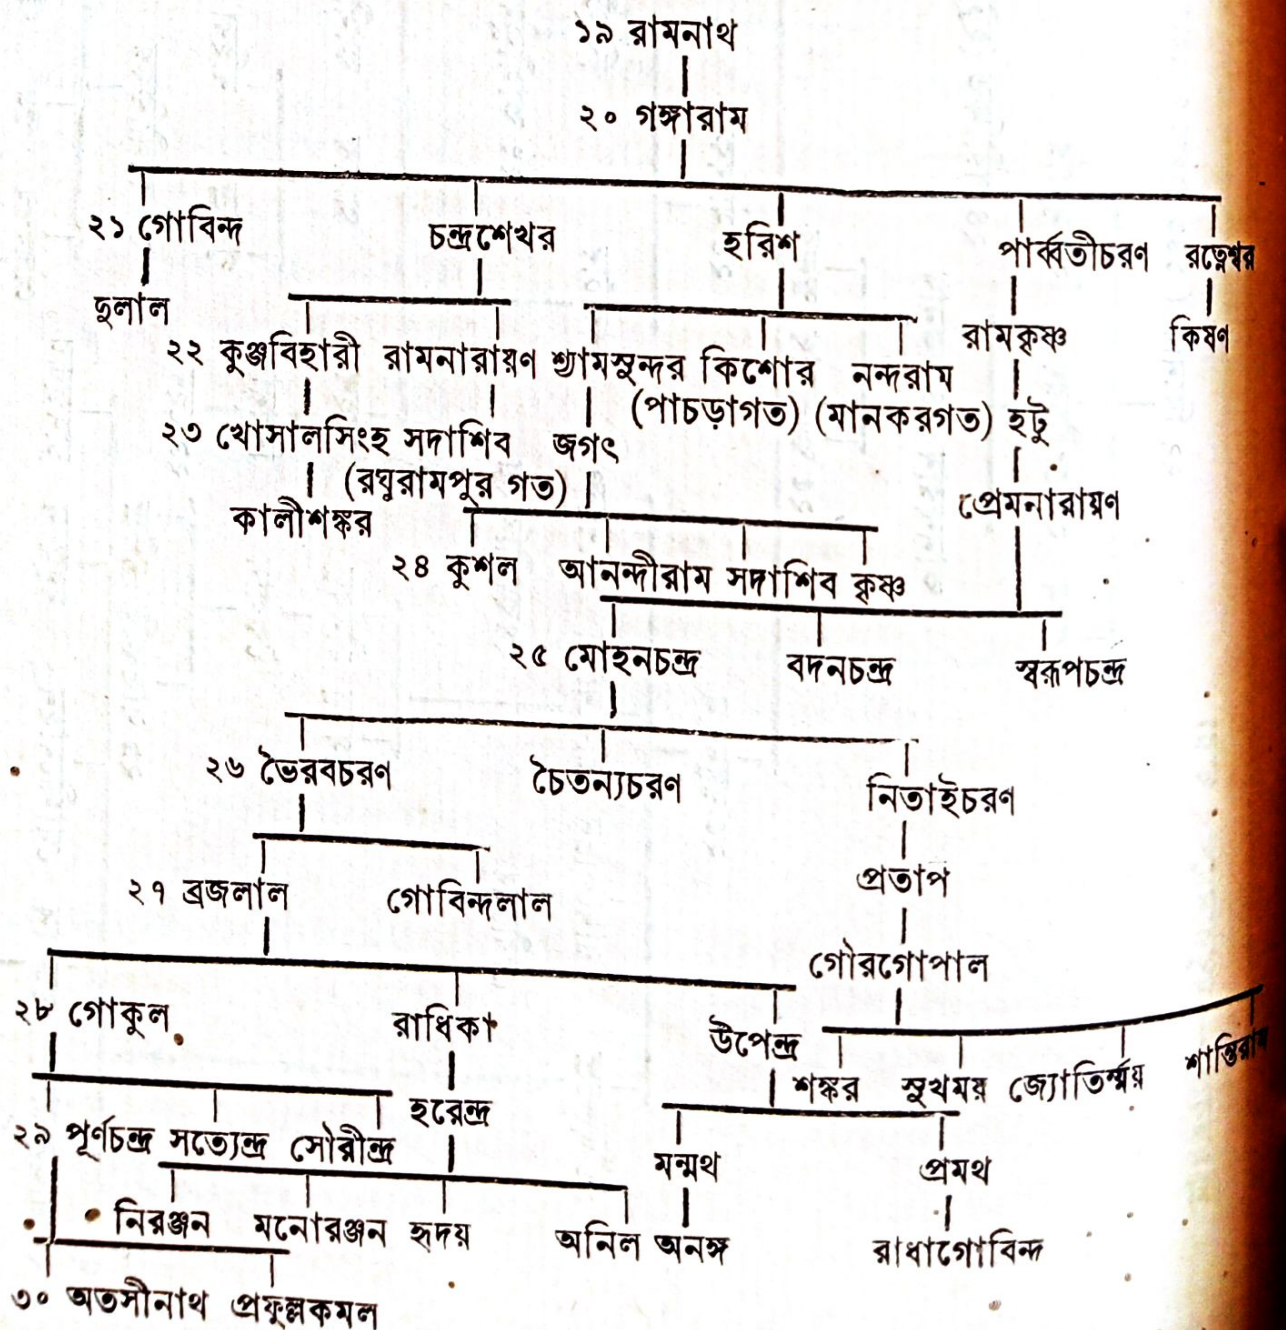 ১৯ রামনাথ
২০ গঙ্গারাম
২১ গোবিন্দ চন্দ্রশেখর হরিশ পার্ব্বতীচরণ রত্নেশ্বর
দুলাল রামকৃষ্ণ কিষণ
২২ কুঞ্জবিহারী রামনারায়ণ শ্যামসুন্দর কিশোর নন্দরাম
(পাচড়াগত) (মানকরগত) হটু
২৩ খোসালসিংহ সদাশিব জগৎ
(রঘুরামপুর গত)
কালীশঙ্কর প্রেমনারায়ণ
২৪ কুশল আনন্দীরাম সদাশিব কৃষ্ণ
২৫ মোহনচন্দ্র বদনচন্দ্র স্বরূপচন্দ্র
২৬ ভৈরবচরণ চৈতন্যচরণ নিতাইচরণ
২৭ ব্রজলাল গোবিন্দলাল প্রতাপ
গৌরগোপাল
২৮ গোকুল রাধিকা উপেন্দ্র
শঙ্কর সুখময় জ্যোতির্ম্ময় শান্তিরাম
হরেন্দ্র
২৯ পূর্ণচন্দ্র সত্যেন্দ্র সৌরীন্দ্র
মন্মথ প্রমথ
নিরঞ্জন মনোরঞ্জন হৃদয় অনিল অনঙ্গ রাধাগোবিন্দ
৩০ অতসীনাথ প্রফুল্লকমল